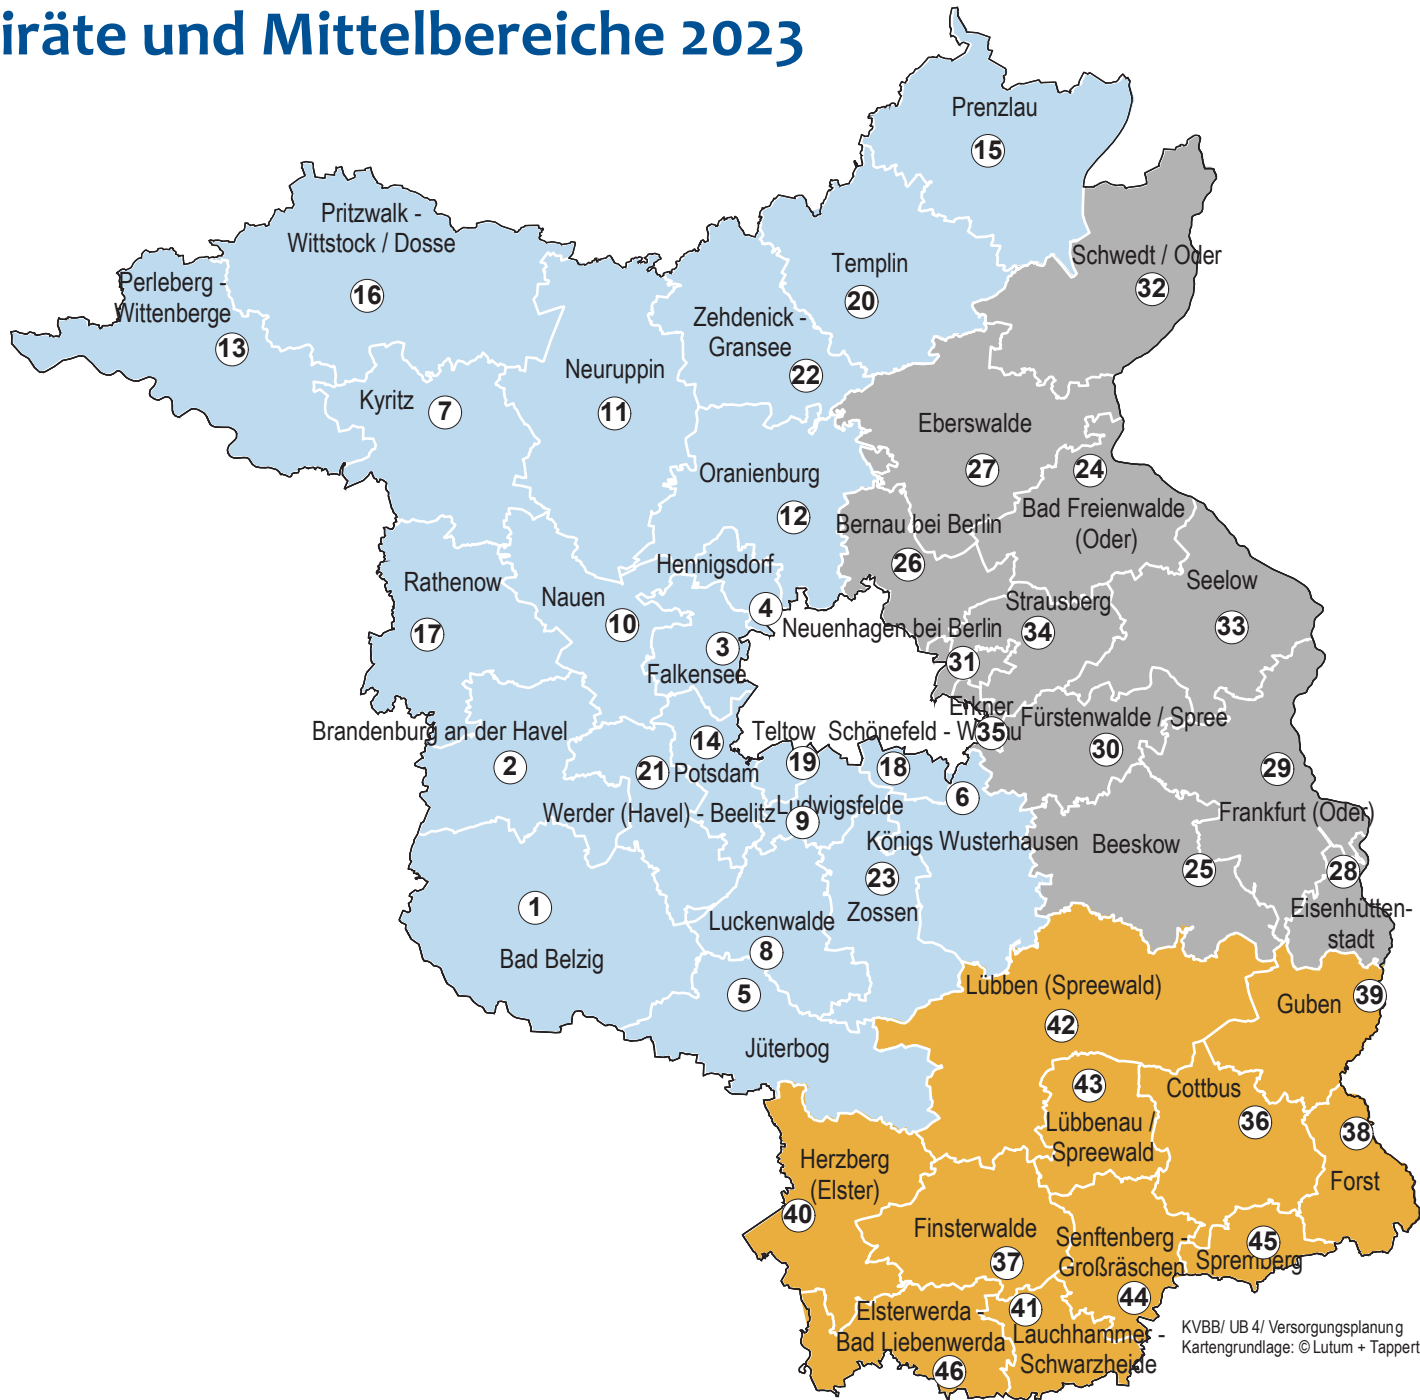 iräte und Mittelbereiche 2023
Prenzlau
15
Pritzwalk -
Wittstock / Dosse
16
Schwedt / Oder
32
Templin
20
Perleberg -
Wittenberge
13
Zehdenick -
Gransee
22
Neuruppin
11
Kyritz
7
Eberswalde
27
24
Bad Freienwalde
(Oder)
Oranienburg
12
Bernau bei Berlin
26
Hennigsdorf
4
Rathenow
17
Nauen
10
Seelow
33
Strausberg
34
Neuenhagen bei Berlin
31
3
Falkensee
Erkner
35
Fürstenwalde / Spree
30
Brandenburg an der Havel
2
14
Potsdam
Teltow
19
Schönefeld - W u
18
21
Werder (Havel) - Beelitz
Ludwigsfelde
9
6
Königs Wusterhausen
29
Frankfurt (Oder)
Beeskow
25
28
Eisenhütten-
stadt
23
Zossen
1
Bad Belzig
Luckenwalde
8
5
Jüterbog
Lübben (Spreewald)
42
Guben
39
43
Lübbenau /
Spreewald
Cottbus
36
38
Forst
Herzberg
(Elster)
40
Finsterwalde
37
Senftenberg -
Großräschen
44
45
Spremberg
Elsterwerda -
Bad Liebenwerda
46
41
Lauchhammer -
Schwarzheide
KVBB/ UB 4/ Versorgungsplanung
Kartengrundlage: © Lutum + Tappert